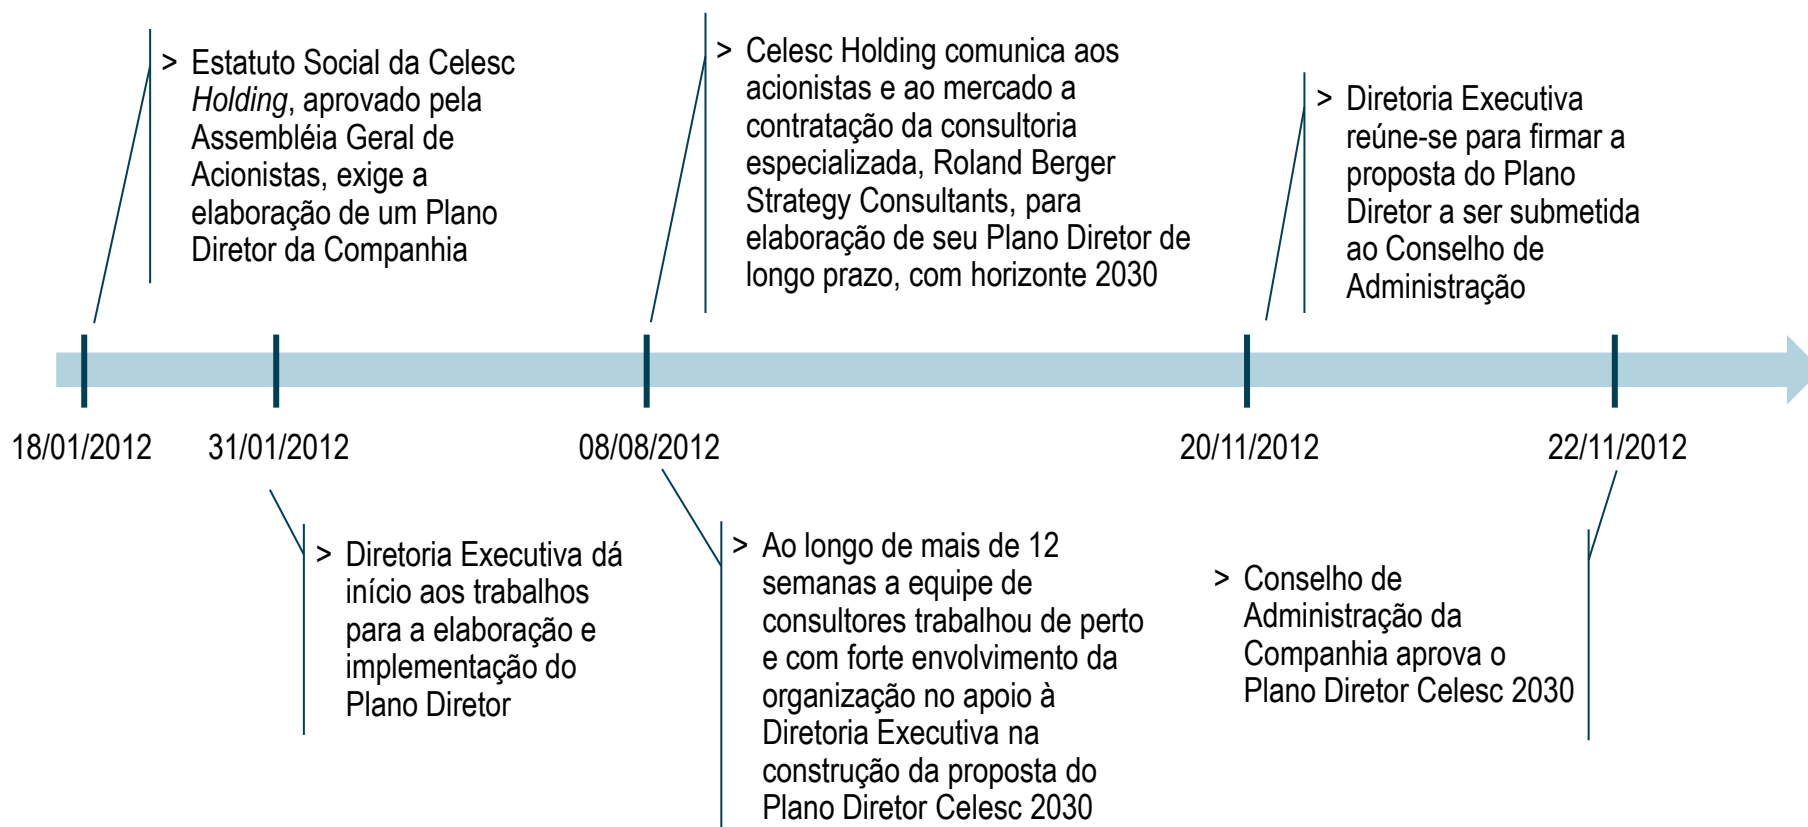 > Estatuto Social da Celesc
Holding, aprovado pela
Assembléia Geral de
Acionistas, exige a
elaboração de um Plano
Diretor da Companhia
> Celesc Holding comunica aos
acionistas e ao mercado a
contratação da consultoria
especializada, Roland Berger
Strategy Consultants, para
elaboração de seu Plano Diretor de
longo prazo, com horizonte 2030
> Diretoria Executiva
reúne-se para firmar a
proposta do Plano
Diretor a ser submetida
ao Conselho de
Administração
18/01/2012
31/01/2012
08/08/2012
20/11/2012
22/11/2012
> Diretoria Executiva dá
início aos trabalhos
para a elaboração e
implementação do
Plano Diretor
> Ao longo de mais de 12
semanas a equipe de
consultores trabalhou de perto
e com forte envolvimento da
organização no apoio à
Diretoria Executiva na
construção da proposta do
Plano Diretor Celesc 2030
> Conselho de
Administração da
Companhia aprova o
Plano Diretor Celesc 2030